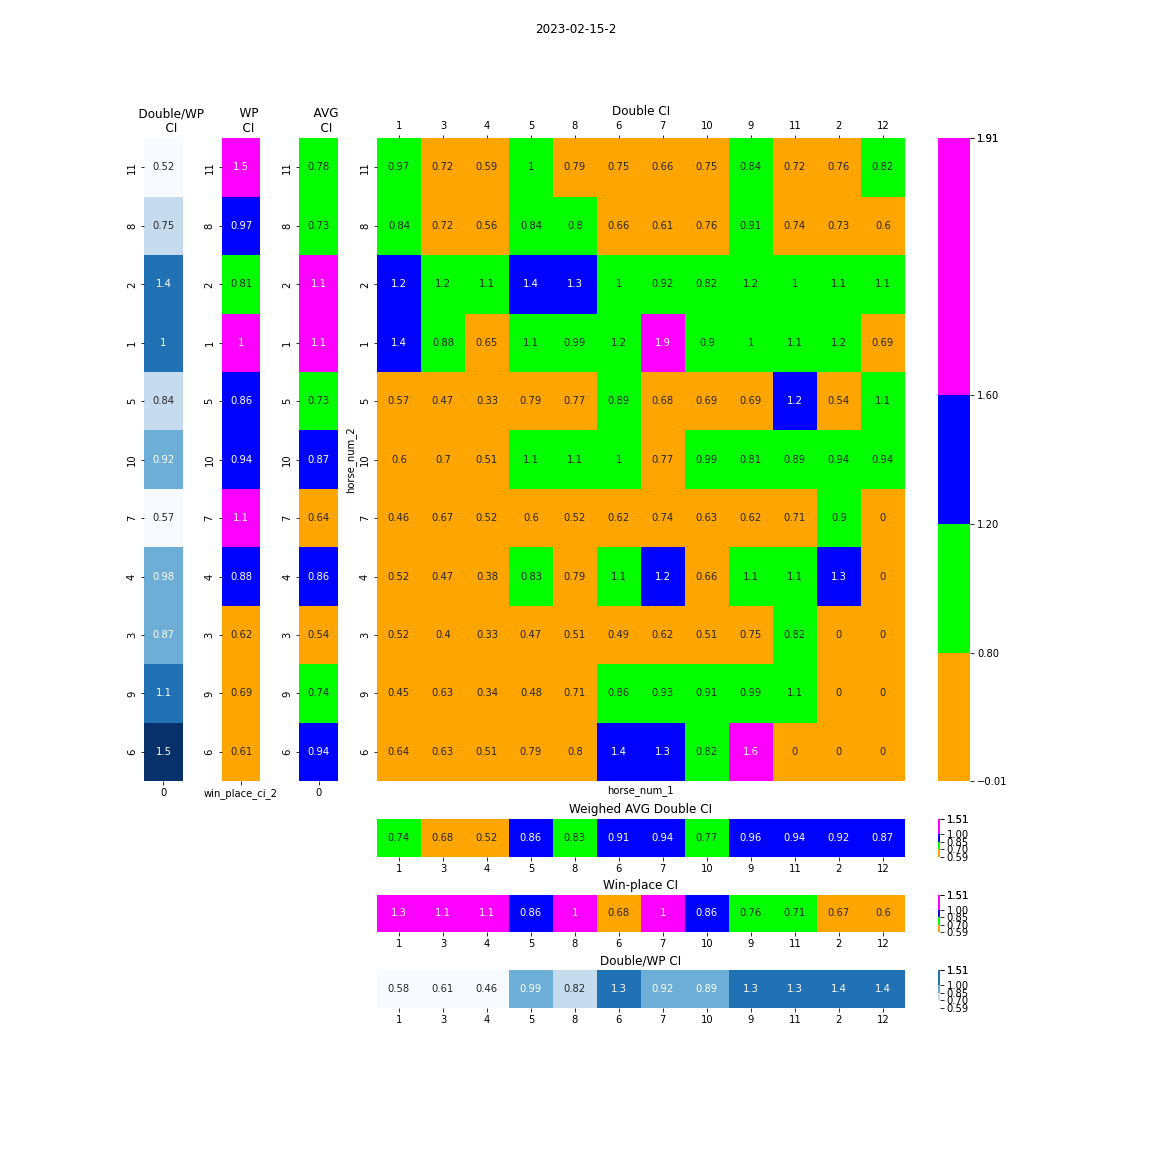 2023-02-15-2
Double/WP CI
WP CI
AVG CI
Double CI
1 3 4 5 8 6 7 10 9 11 2 12
11 0.52 11 1.5 11 0.78 11 0.97 0.72 0.59 1 0.79 0.75 0.66 0.75 0.84 0.72 0.76 0.82
8 0.75 8 0.97 8 0.73 8 0.84 0.72 0.56 0.84 0.8 0.66 0.61 0.76 0.91 0.74 0.73 0.6
2 1.4 2 0.81 2 1.1 2 1.2 1.2 1.1 1.4 1.3 1 0.92 0.82 1.2 1 1.1 1.1
1 1 1 1 1 1.1 1 1.4 0.88 0.65 1.1 0.99 1.2 1.9 0.9 1 1.1 1.2 0.69
5 0.84 5 0.86 5 0.73 5 0.57 0.47 0.33 0.79 0.77 0.89 0.68 0.69 0.69 1.2 0.54 1.1
10 0.92 10 0.94 10 0.87 10 0.6 0.7 0.51 1.1 1.1 1 0.77 0.99 0.81 0.89 0.94 0.94
7 0.57 7 1.1 7 0.64 7 0.46 0.67 0.52 0.6 0.52 0.62 0.74 0.63 0.62 0.71 0.9 0
4 0.98 4 0.88 4 0.86 4 0.52 0.47 0.38 0.83 0.79 1.1 1.2 0.66 1.1 1.1 1.3 0
3 0.87 3 0.62 3 0.54 3 0.52 0.4 0.33 0.47 0.51 0.49 0.62 0.51 0.75 0.82 0 0
9 1.1 9 0.69 9 0.74 9 0.45 0.63 0.34 0.48 0.71 0.86 0.93 0.91 0.99 1.1 0 0
6 1.5 6 0.61 6 0.94 6 0.64 0.63 0.51 0.79 0.8 1.4 1.3 0.82 1.6 0 0 0
0 win_place_ci_2 0
horse_num_2
horse_num_1
1.91
1.60
1.20
0.80
−0.01
Weighed AVG Double CI
0.74 0.68 0.52 0.86 0.83 0.91 0.94 0.77 0.96 0.94 0.92 0.87
1 3 4 5 8 6 7 10 9 11 2 12
1.51
1.00
0.85
0.70
0.59
Win-place CI
1.3 1.1 1.1 0.86 1 0.68 1 0.86 0.76 0.71 0.67 0.6
1 3 4 5 8 6 7 10 9 11 2 12
1.51
1.00
0.85
0.70
0.59
Double/WP CI
0.58 0.61 0.46 0.99 0.82 1.3 0.92 0.89 1.3 1.3 1.4 1.4
1 3 4 5 8 6 7 10 9 11 2 12
1.51
1.00
0.85
0.70
0.59